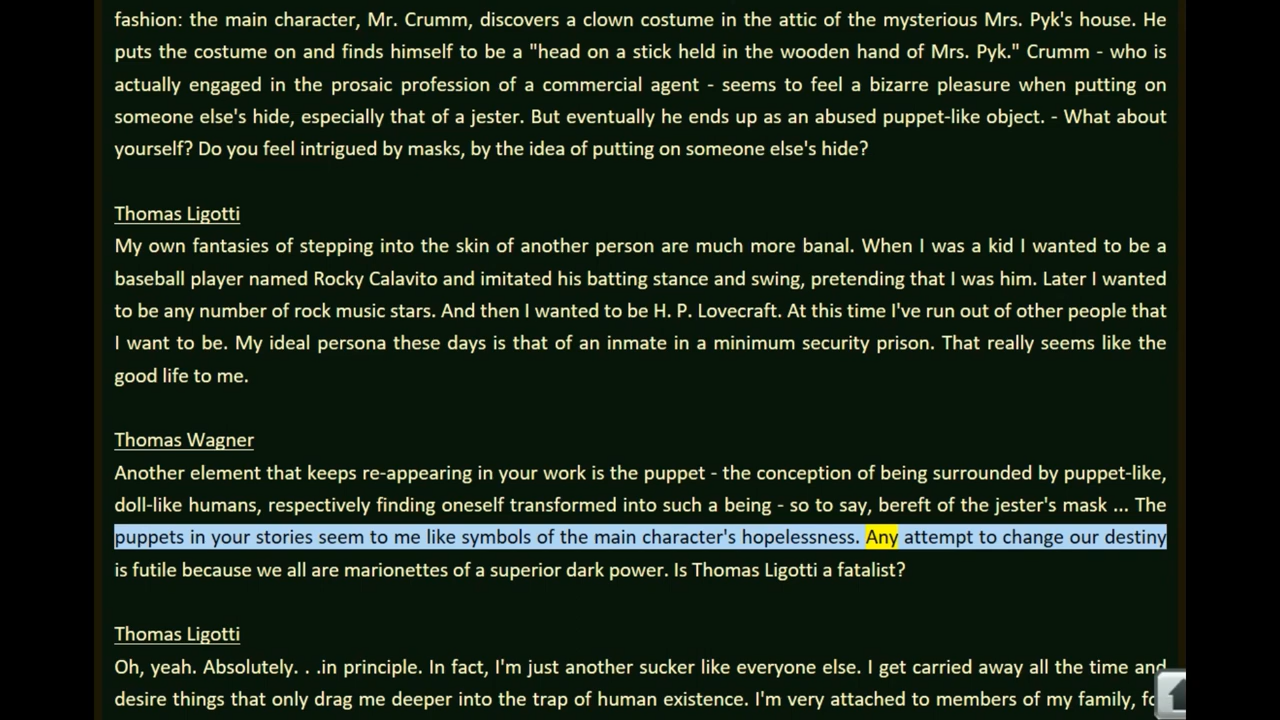 fashion: the main character, Mr. Crumm, discovers a clown costume in the attic of the mysterious Mrs. Pyk's house. He
puts the costume on and finds himself to be a "head on a stick held in the wooden hand of Mrs. Pyk." Crumm - who is
actually engaged in the prosaic profession of a commercial agent - seems to feel a bizarre pleasure when putting on
someone else's hide, especially that of a jester. But eventually he ends up as an abused puppet-like object. - What about
yourself? Do you feel intrigued by masks, by the idea of putting on someone else's hide?
Thomas Ligotti
My own fantasies of stepping into the skin of another person are much more banal. When I was a kid I wanted to be a
baseball player named Rocky Calavito and imitated his batting stance and swing, pretending that I was him. Later I wanted
to be any number of rock music stars. And then I wanted to be H. P. Lovecraft. At this time I've run out of other people that
I want to be. My ideal persona these days is that of an inmate in a minimum security prison. That really seems like the
good life to me.
Thomas Wagner
Another element that keeps re-appearing in your work is the puppet - the conception of being surrounded by puppet-like,
doll-like humans, respectively finding oneself transformed into such a being - so to say, bereft of the jester's mask ... The
puppets in your stories seem to me like symbols of the main character's hopelessness. Any attempt to change our destiny
is futile because we all are marionettes of a superior dark power. Is Thomas Ligotti a fatalist?
Thomas Ligotti
Oh, yeah. Absolutely. . .in principle. In fact, I'm just another sucker like everyone else. I get carried away all the time and
desire things that only drag me deeper into the trap of human existence. I'm very attached to members of my family,